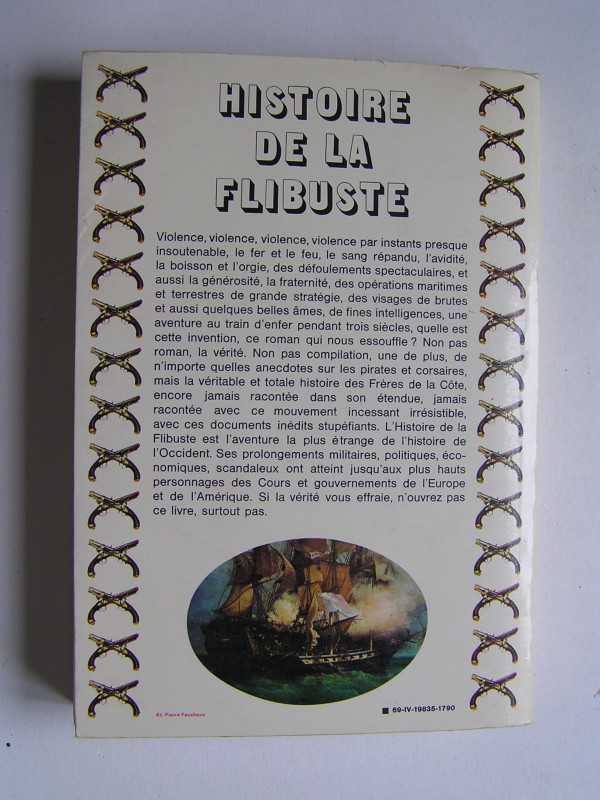 HISTOIRE
DE LA
FLIBUSTE
Violence, violence, violence, violence par instants presque
insoutenable, le fer et le feu, le sang répandu, l'avidité,
la boisson et l'orgie, des défoulements spectaculaires, et
aussi la générosité, la fraternité, des opérations maritimes
et terrestres de grande stratégie, des visages de brutes
et aussi quelques belles âmes, de fines intelligences, une
aventure au train d'enfer pendant trois siècles, quelle est
cette invention, ce roman qui nous essouffle ? Non pas
roman, la vérité. Non pas compilation, une de plus, de
n'importe quelles anecdotes sur les pirates et corsaires,
mais la véritable et totale histoire des Frères de la Côte,
encore jamais racontée dans son étendue, jamais
racontée avec ce mouvement incessant irrésistible,
avec ces documents inédits stupéfiants. L'Histoire de la
Flibuste est l'aventure la plus étrange de l'histoire de
l'Occident. Ses prolongements militaires, politiques, éco-
nomiques, scandaleux ont atteint jusqu'aux plus hauts
personnages des Cours et gouvernements de l'Europe
et de l'Amérique. Si la vérité vous effraie, n'ouvrez pas
ce livre, surtout pas.
At. Pierre Faucheux
69-IV-19835-1790